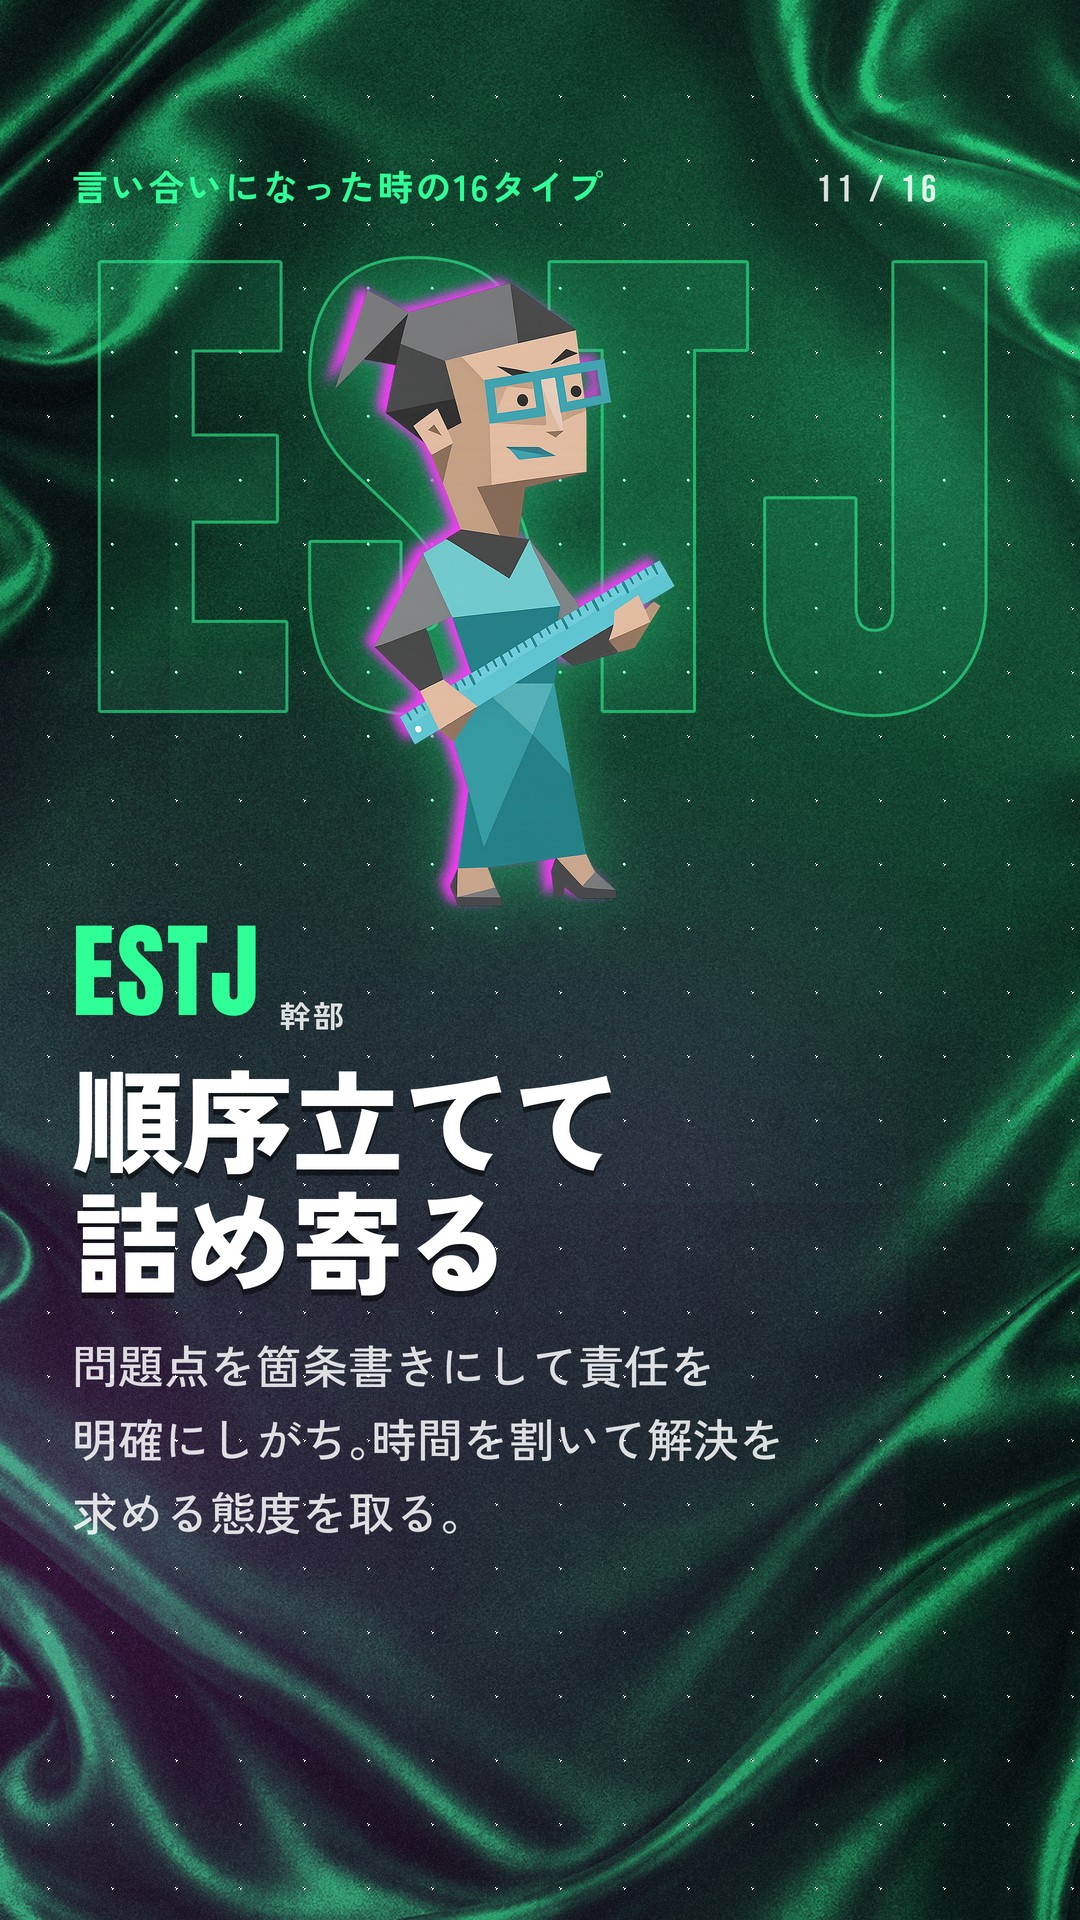 言い合いになった時の16タイプ
11 / 16
ESTJ
ESTJ
幹部
順序立てて
詰め寄る
問題点を箇条書きにして責任を
明確にしがち。時間を割いて解決を
求める態度を取る。